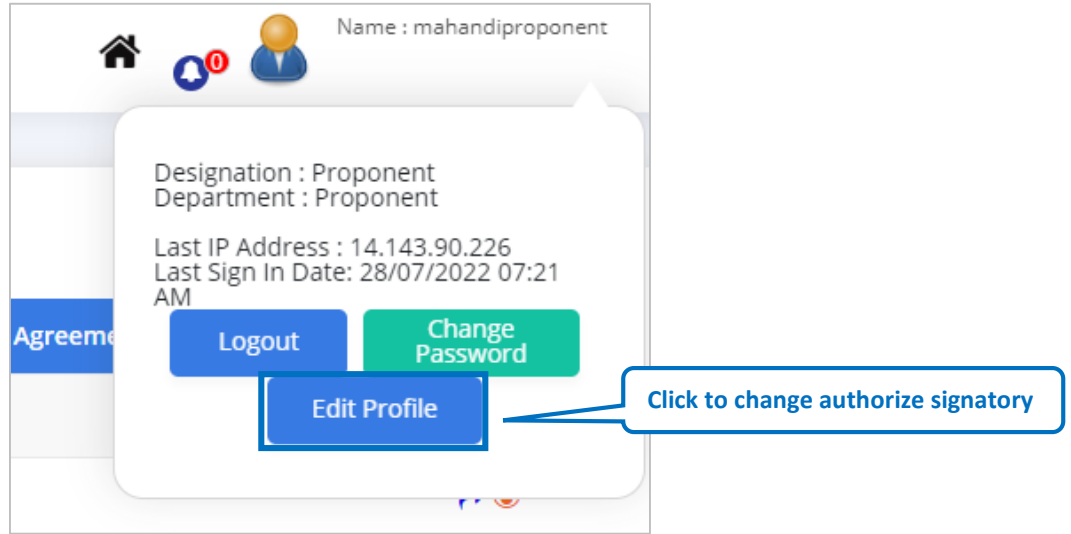 Name : mahandiproponent
0
Designation : Proponent
Department : Proponent
Last IP Address : 14.143.90.226
Last Sign In Date: 28/07/2022 07:21
AM
Agreeme
Logout
Change
Password
Edit Profile
Click to change authorize signatory